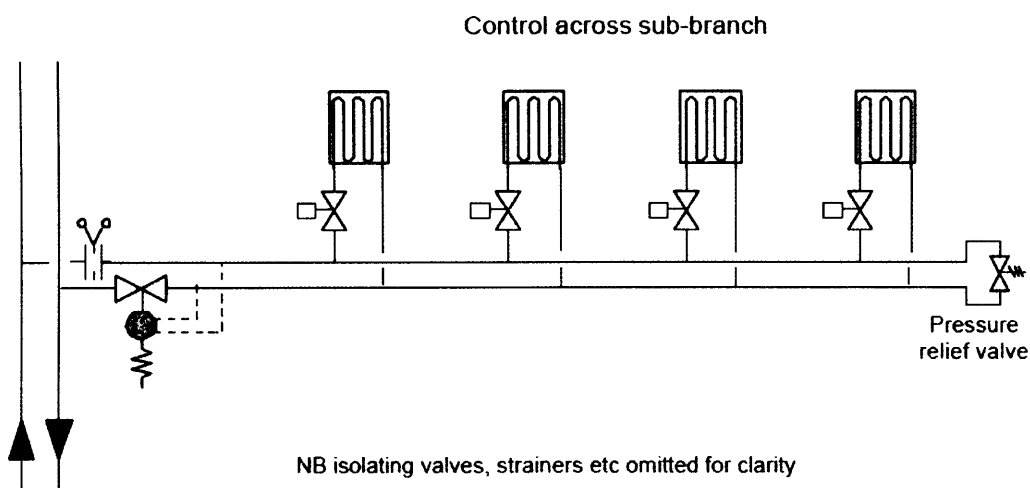 Control across sub-branch
Pressure
relief valve
NB isolating valves, strainers etc omitted for clarity